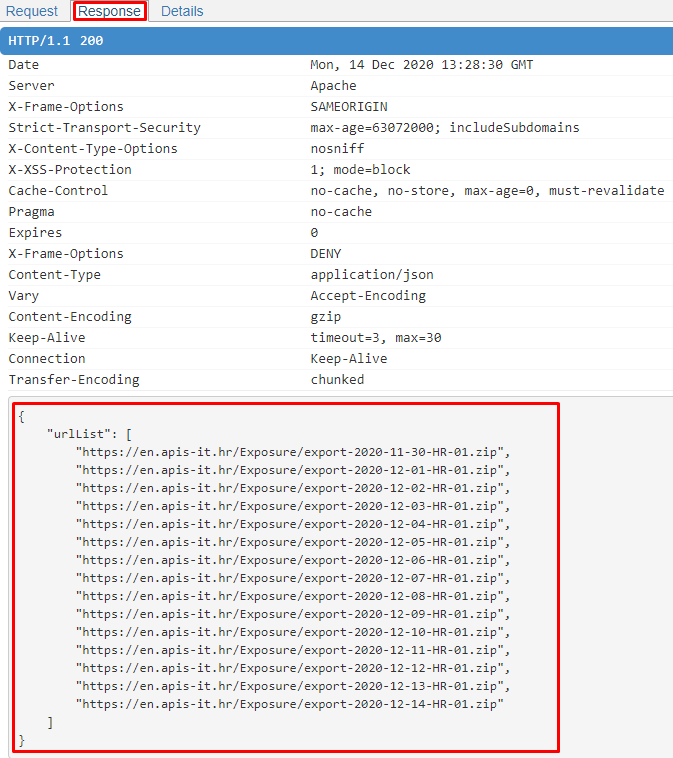 Request Response Details
HTTP/1.1 200
Date Mon, 14 Dec 2020 13:28:30 GMT
Server Apache
X-Frame-Options SAMEORIGIN
Strict-Transport-Security max-age=63072000; includeSubdomains
X-Content-Type-Options nosniff
X-XSS-Protection 1; mode=block
Cache-Control no-cache, no-store, max-age=0, must-revalidate
Pragma no-cache
Expires 0
X-Frame-Options DENY
Content-Type application/json
Vary Accept-Encoding
Content-Encoding gzip
Keep-Alive timeout=3, max=30
Connection Keep-Alive
Transfer-Encoding chunked
{
"urlList": [
"https://en.apis-it.hr/Exposure/export-2020-11-30-HR-01.zip",
"https://en.apis-it.hr/Exposure/export-2020-12-01-HR-01.zip",
"https://en.apis-it.hr/Exposure/export-2020-12-02-HR-01.zip",
"https://en.apis-it.hr/Exposure/export-2020-12-03-HR-01.zip",
"https://en.apis-it.hr/Exposure/export-2020-12-04-HR-01.zip",
"https://en.apis-it.hr/Exposure/export-2020-12-05-HR-01.zip",
"https://en.apis-it.hr/Exposure/export-2020-12-06-HR-01.zip",
"https://en.apis-it.hr/Exposure/export-2020-12-07-HR-01.zip",
"https://en.apis-it.hr/Exposure/export-2020-12-08-HR-01.zip",
"https://en.apis-it.hr/Exposure/export-2020-12-09-HR-01.zip",
"https://en.apis-it.hr/Exposure/export-2020-12-10-HR-01.zip",
"https://en.apis-it.hr/Exposure/export-2020-12-11-HR-01.zip",
"https://en.apis-it.hr/Exposure/export-2020-12-12-HR-01.zip",
"https://en.apis-it.hr/Exposure/export-2020-12-13-HR-01.zip",
"https://en.apis-it.hr/Exposure/export-2020-12-14-HR-01.zip"
]
}